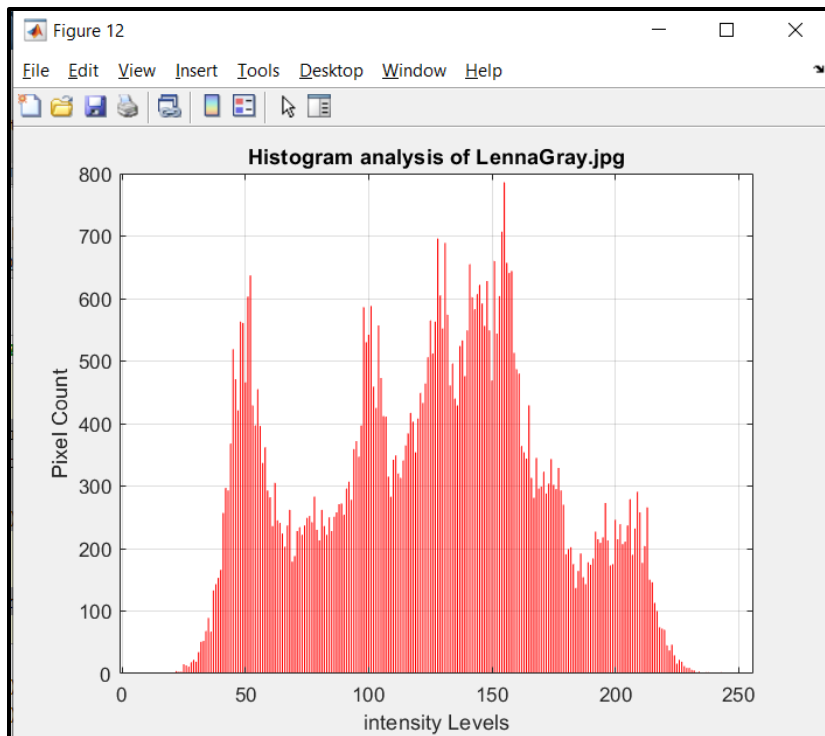 Figure 12
File Edit View Insert Tools Desktop Window Help
Histogram analysis of LennaGray.jpg
800
700
600
500
400
300
200
100
0
Pixel Count
0 50 100 150 200 250
intensity Levels